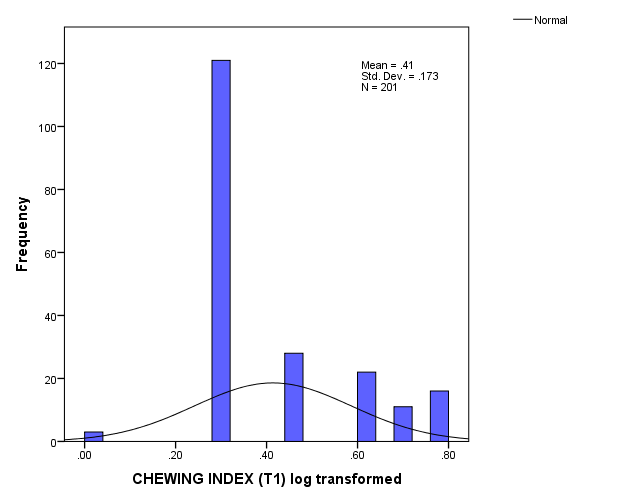 Normal
Mean = .41
Std. Dev. = .173
N = 201
120
100
80
60
40
20
0
Frequency
.00 .20 .40 .60 .80
CHEWING INDEX (T1) log transformed